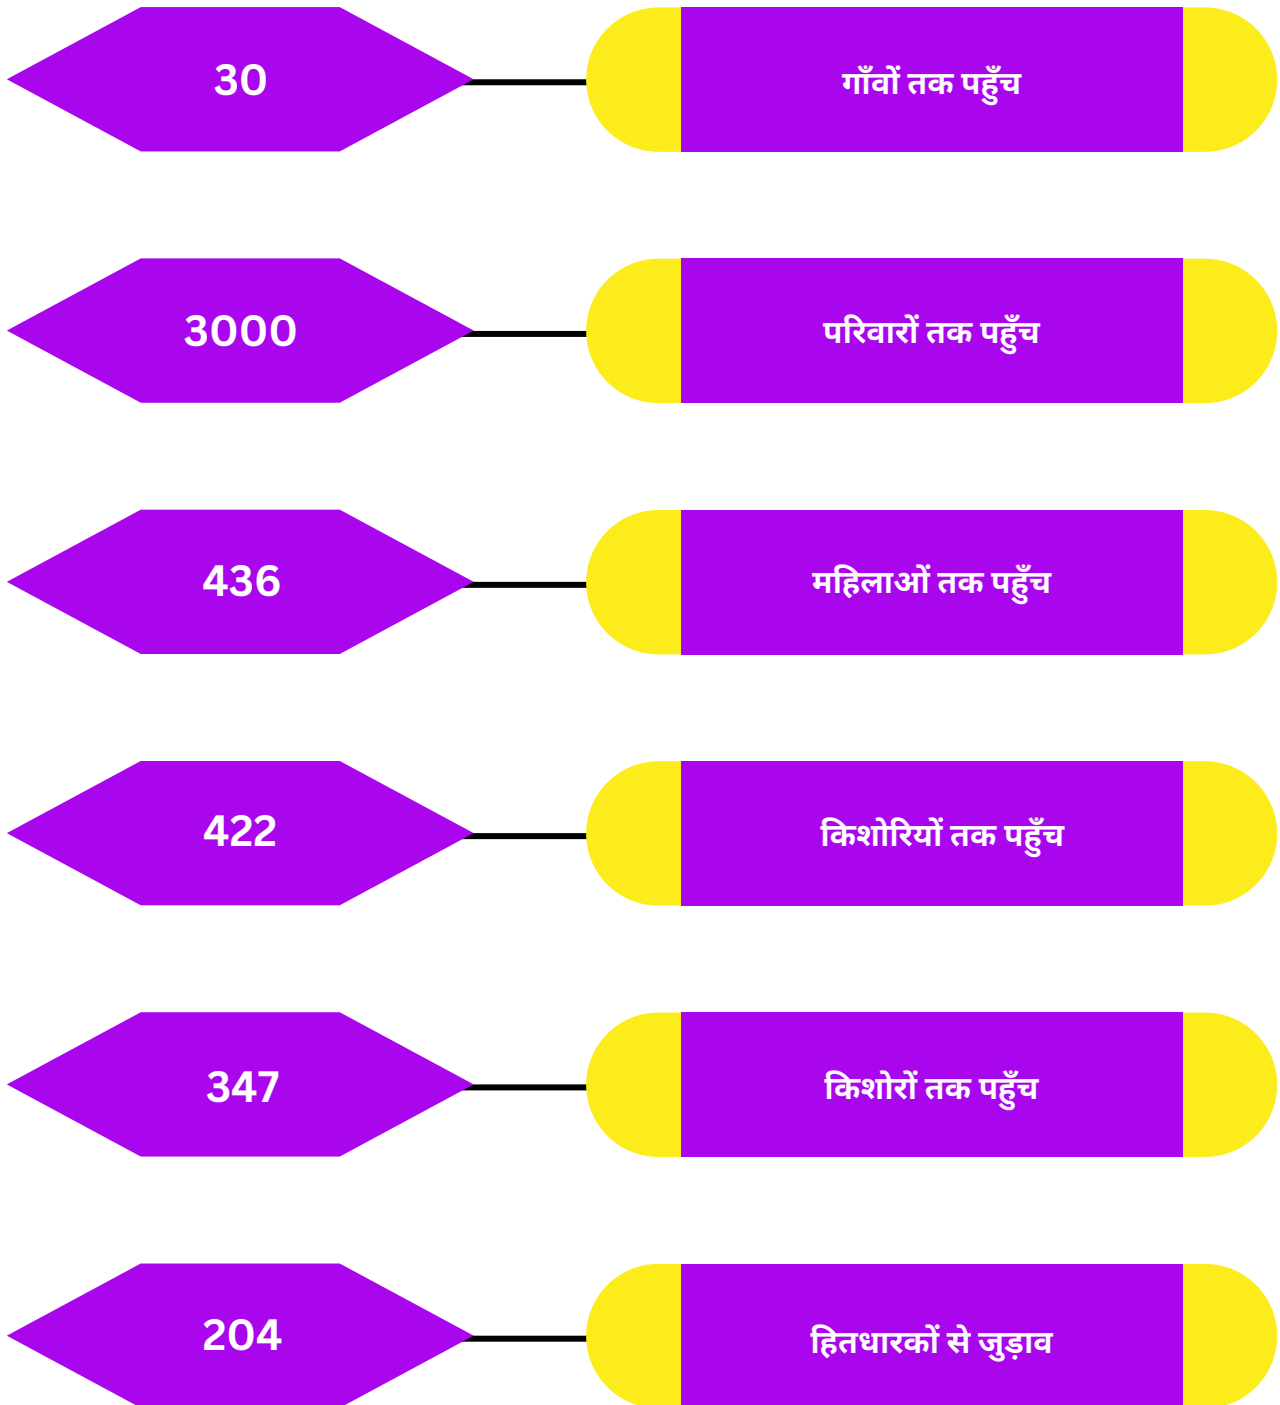 30
गाँवों तक पहुँच
3000
परिवारों तक पहुँच
436
महिलाओं तक पहुँच
422
किशोरियों तक पहुँच
347
किशोरों तक पहुँच
204
हितधारकों से जुड़ाव